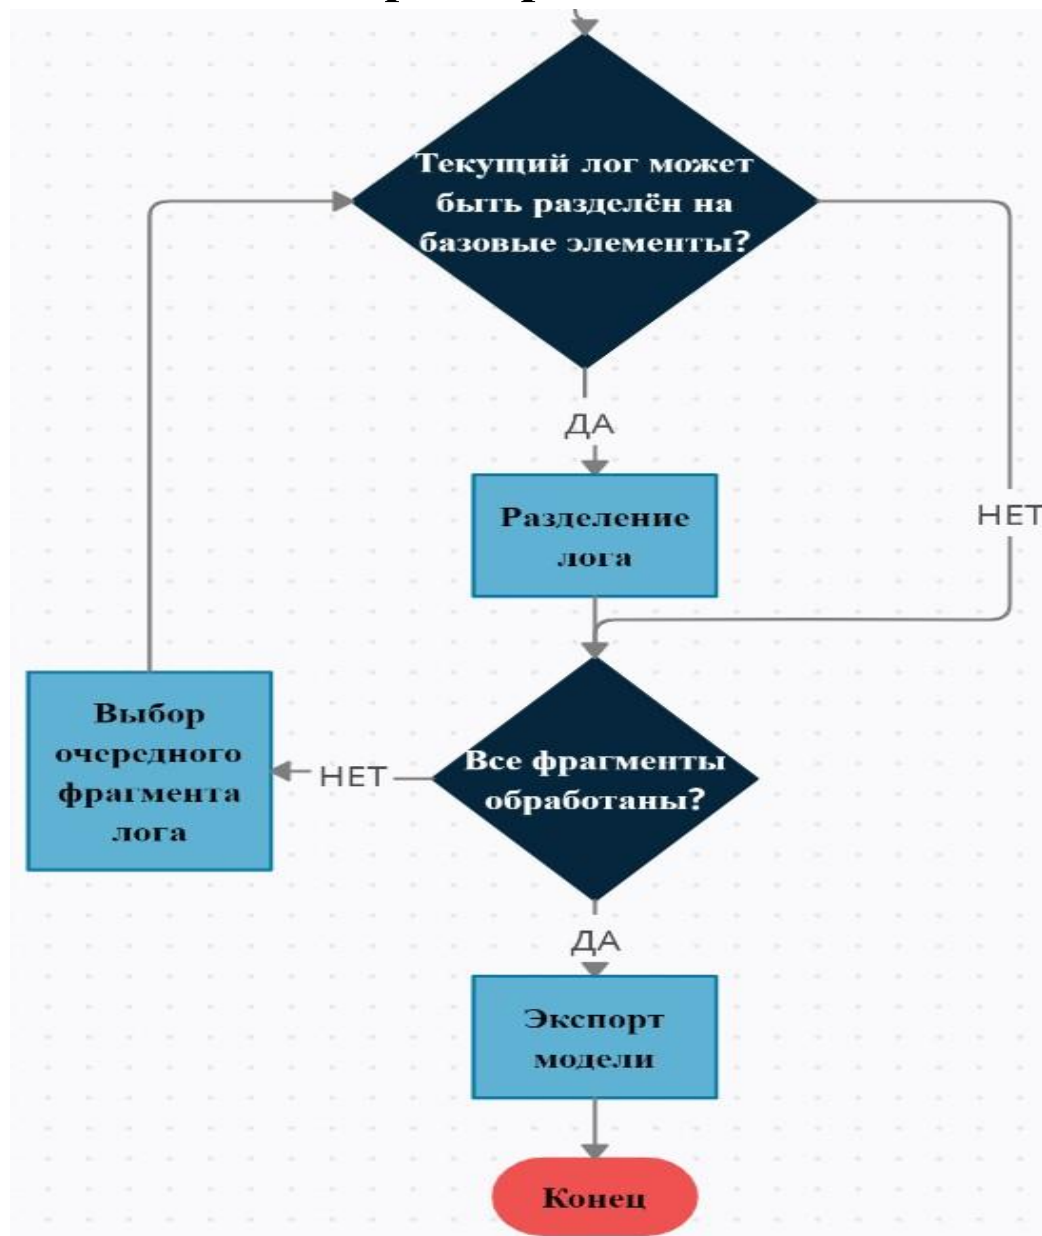 Текущий лог может
быть разделён на
базовые элементы?
ДА
Разделение
лога
НЕТ
Выбор
очередного
фрагмента
лога
НЕТ
Все фрагменты
обработаны?
ДА
Экспорт
модели
Конец